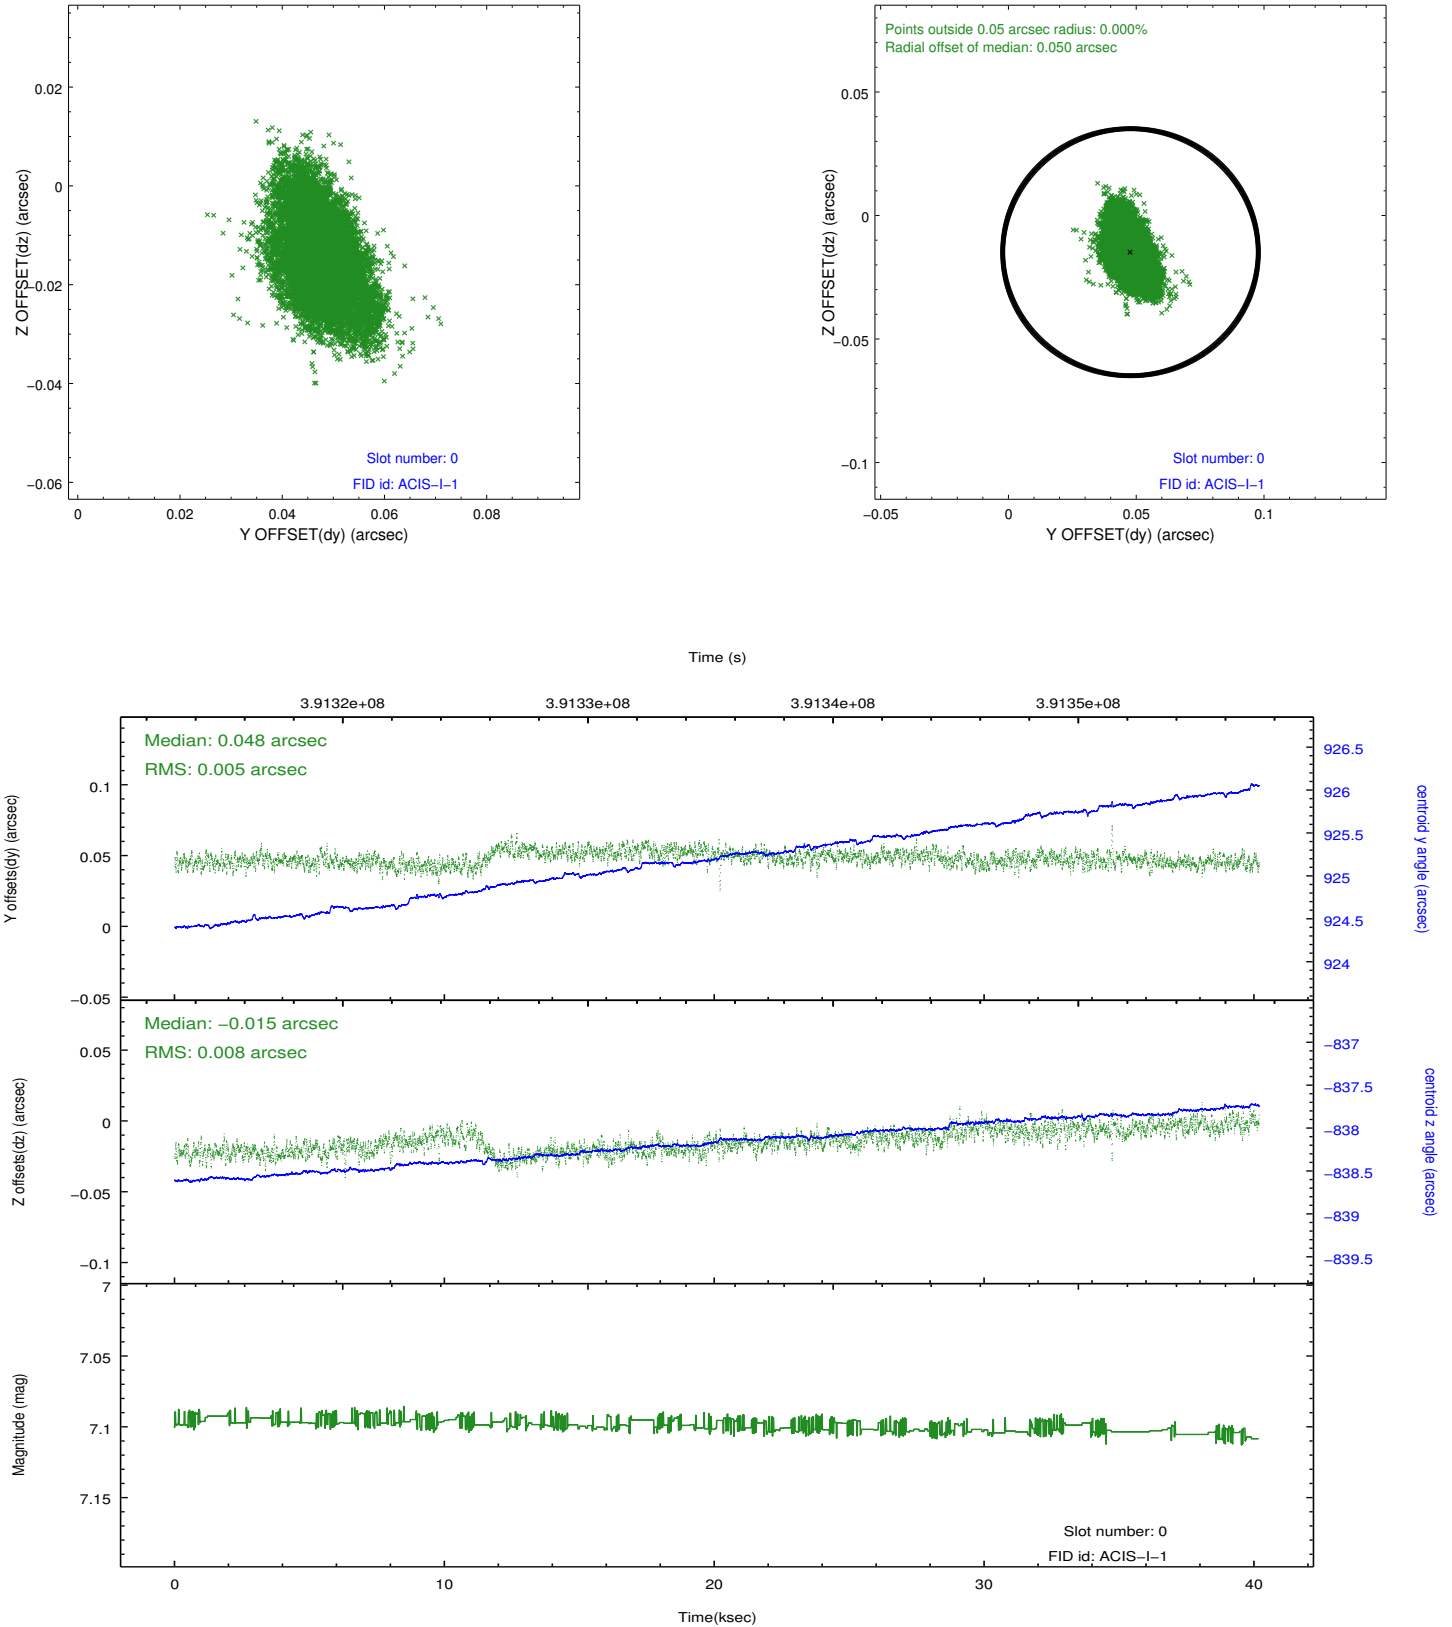 0.02
0
−0.02
−0.04
−0.06
Z OFFSET(dz) (arcsec)
Slot number: 0
FID id: ACIS−I−1
0
0.02
0.04
0.06
0.08
Y OFFSET(dy) (arcsec)
Points outside 0.05 arcsec radius: 0.000%
Radial offset of median: 0.050 arcsec
0.05
0
−0.05
−0.1
Z OFFSET(dz) (arcsec)
Slot number: 0
FID id: ACIS−I−1
−0.05
0
0.05
0.1
Y OFFSET(dy) (arcsec)
Time (s)
3.9132e+08
3.9133e+08
3.9134e+08
3.9135e+08
Median: 0.048 arcsec
RMS: 0.005 arcsec
0.1
0.05
0
−0.05
Y offsets(dy) (arcsec)
926.5
926
925.5
925
924.5
924
centroid y angle (arcsec)
Median: −0.015 arcsec
RMS: 0.008 arcsec
0.05
0
−0.05
−0.1
Z offsets(dz) (arcsec)
−837
−837.5
−838
−838.5
−839
−839.5
centroid z angle (arcsec)
7
7.05
7.1
7.15
Magnitude (mag)
Slot number: 0
FID id: ACIS−I−1
0
10
20
30
40
Time(ksec)